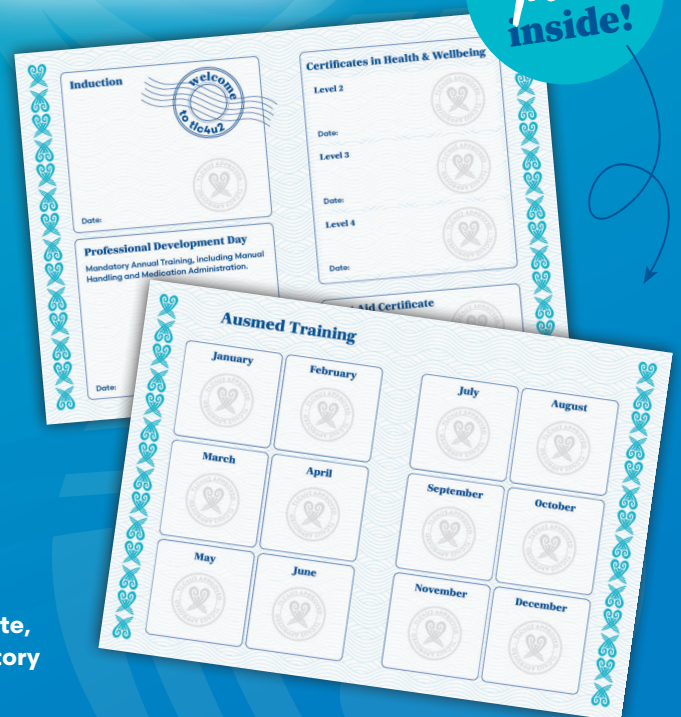 inside!
Induction
welcome
to tlc4u2
Date:
Professional Development Day
Mandatory Annual Training, including Manual
Handling and Medication Administration.
Date:
Certificates in Health & Wellbeing
Level 2
Date:
Level 3
Date:
Level 4
Date:
Aid Certificate
Ausmed Training
January
February
March
April
May
June
July
August
September
October
November
December
te,
tory